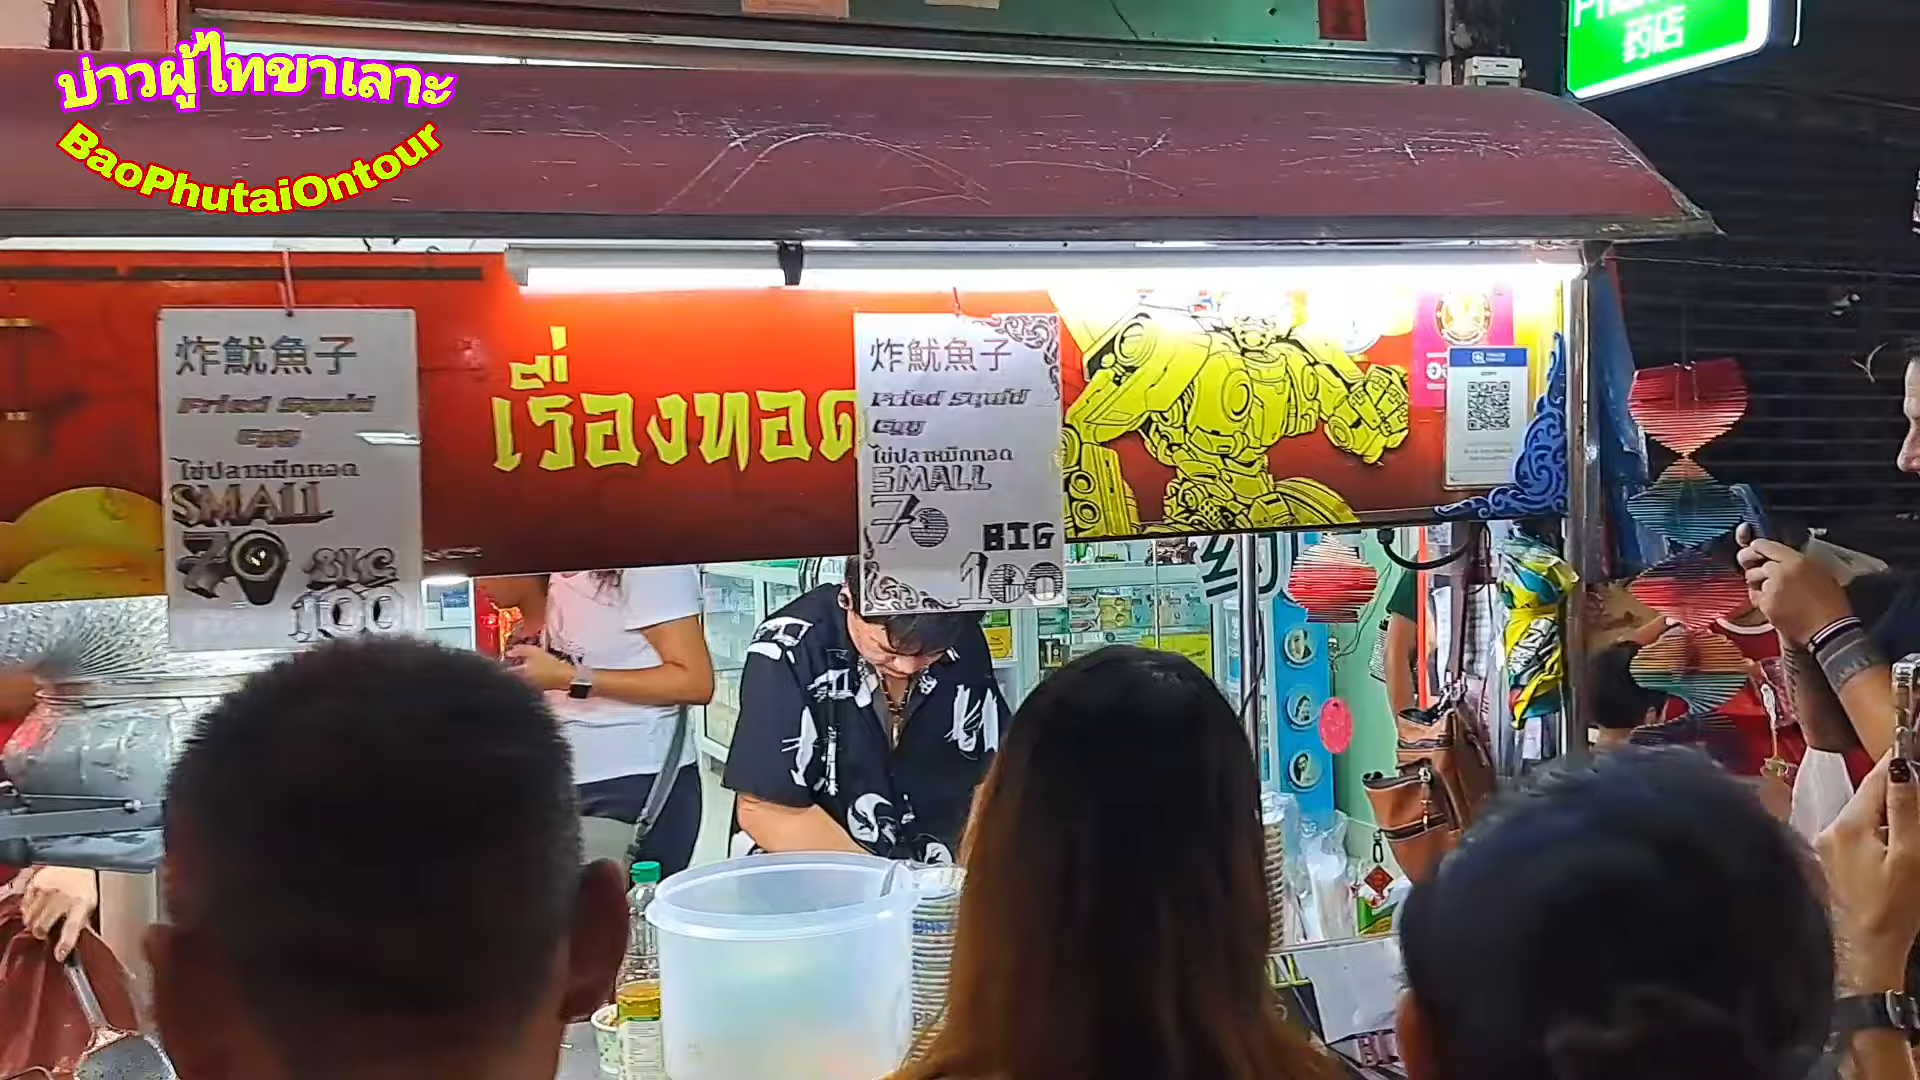 บ่าวผู้ไทขาเลาะ
BaoPhutaiOntour
药店
炸魷魚子
Fried Squid
Egg
ไข่ปลาหมึกทอด
SMALL
70 BIG
100
เรื่องทอด
炸魷魚子
Fried Squid
Egg
ไข่ปลาหมึกทอด
SMALL
70 BIG
100
药